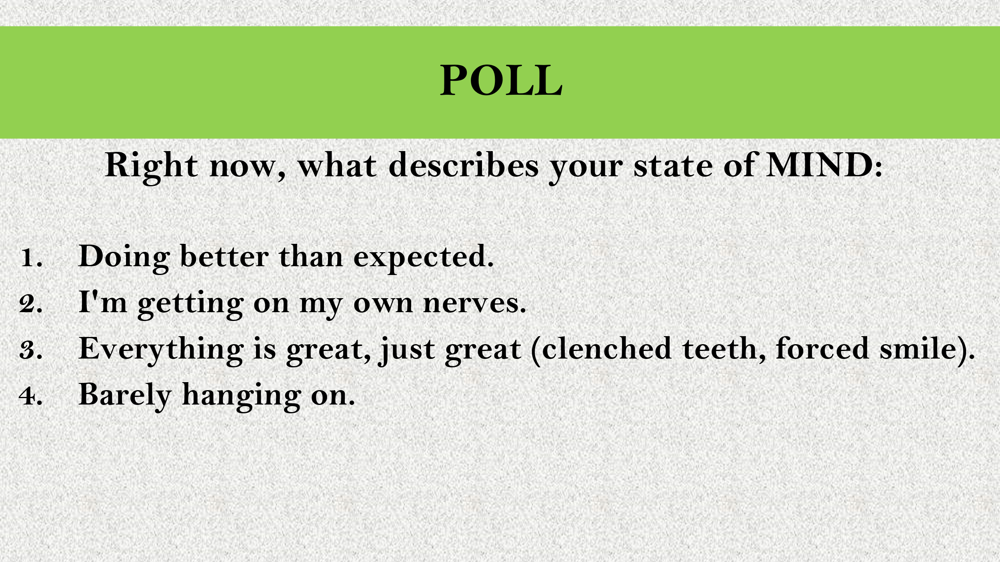 POLL
Right now, what describes your state of MIND:
1. Doing better than expected.
2. I'm getting on my own nerves.
3. Everything is great, just great (clenched teeth, forced smile).
4. Barely hanging on.